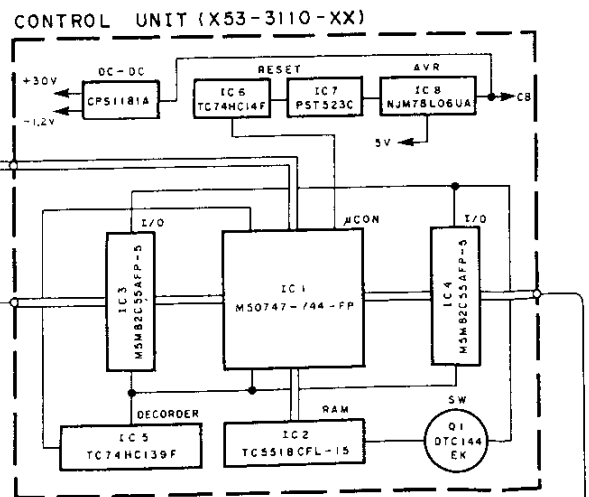 CONTROL UNIT (X53-3110-XX)
DC-DC
RESET
AVR
+30V
CPS1181A
IC6
TC74HC14F
IC7
PST523C
IC8
NJM78L06UA
C8
-1.2V
5V
μCON
I/O
I/O
IC3
M5M82C55AFP-5
IC1
M50747-744-FP
IC4
M5M82C55AFP-5
DECORDER
RAM
SW
IC5
TC74HC139F
IC2
TC5518CFL-15
Q1
DTC144
EK